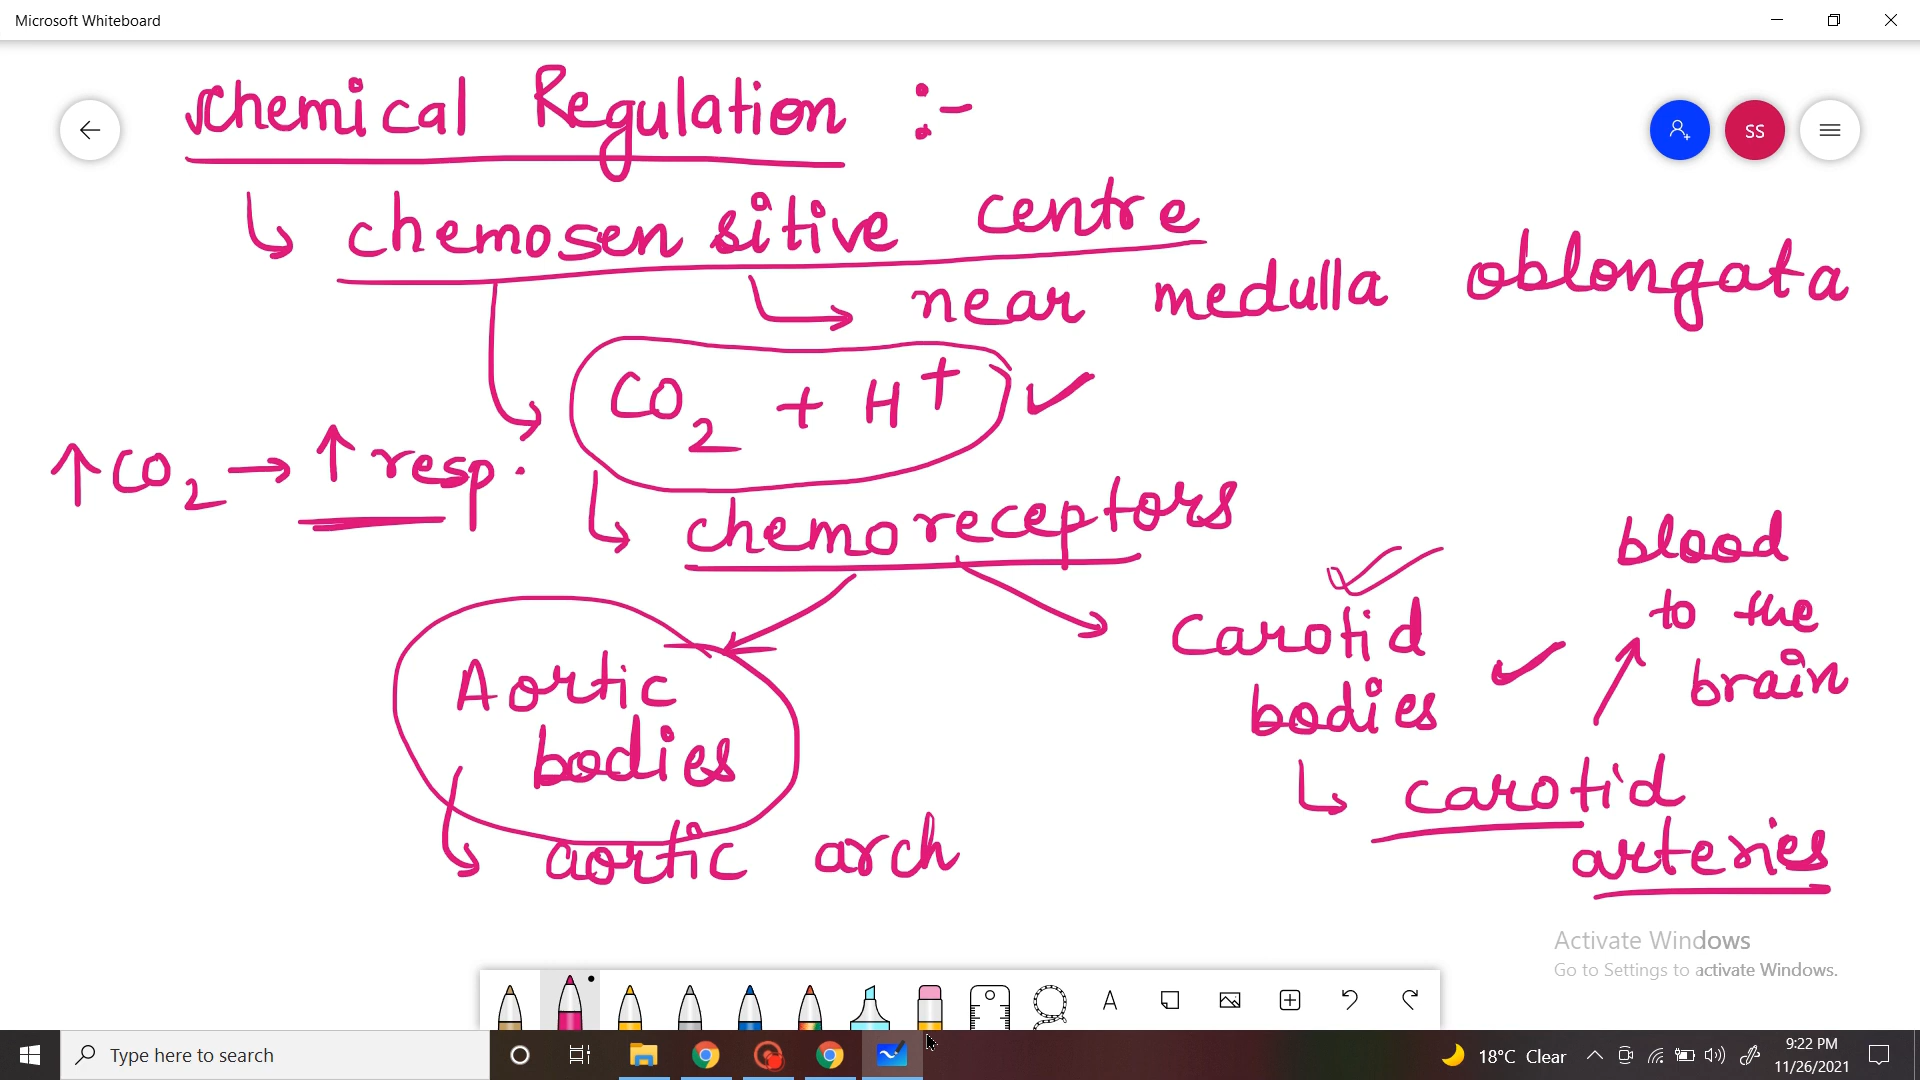 Microsoft Whiteboard
Chemical Regulation :-
SS
↳ chemosensitive centre
↳ near medulla oblongata
CO₂ + H⁺ ✓
↑CO₂ → ↑resp.
↳ chemoreceptors
blood
to the
brain
Carotid
bodies ✓
Aortic
bodies
↳ carotid
arteries
↳ aortic arch
Activate Windows
Go to Settings to activate Windows.
A
Type here to search
18°C Clear
9:22 PM
11/26/2021